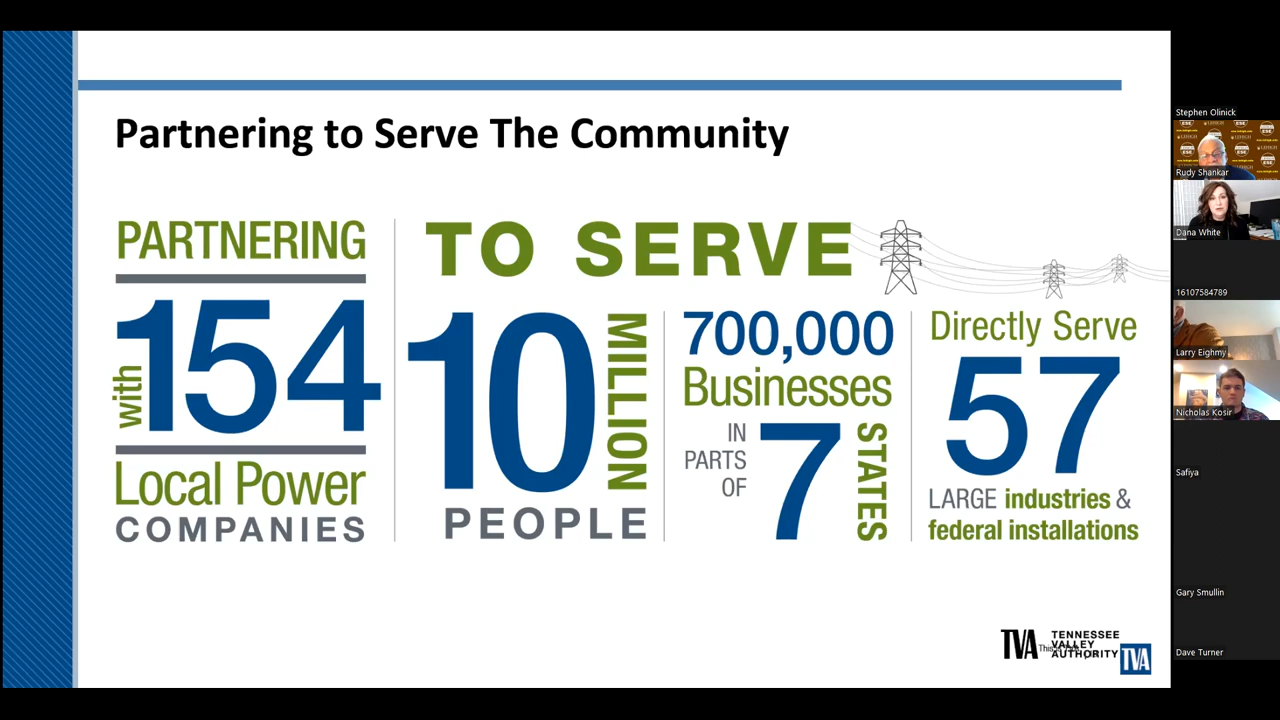 Partnering to Serve The Community
PARTNERING
with 154
Local Power
COMPANIES
TO SERVE
10 MILLION
PEOPLE
700,000
Businesses
IN PARTS OF 7 STATES
Directly Serve
57
LARGE industries &
federal installations
TVA TENNESSEE
VALLEY
AUTHORITY
TVA
Stephen Olinick
Rudy Shankar
Dana White
16107584789
Larry Eighmy
Nicholas Kosir
Safiya
Gary Smullin
Dave Turner